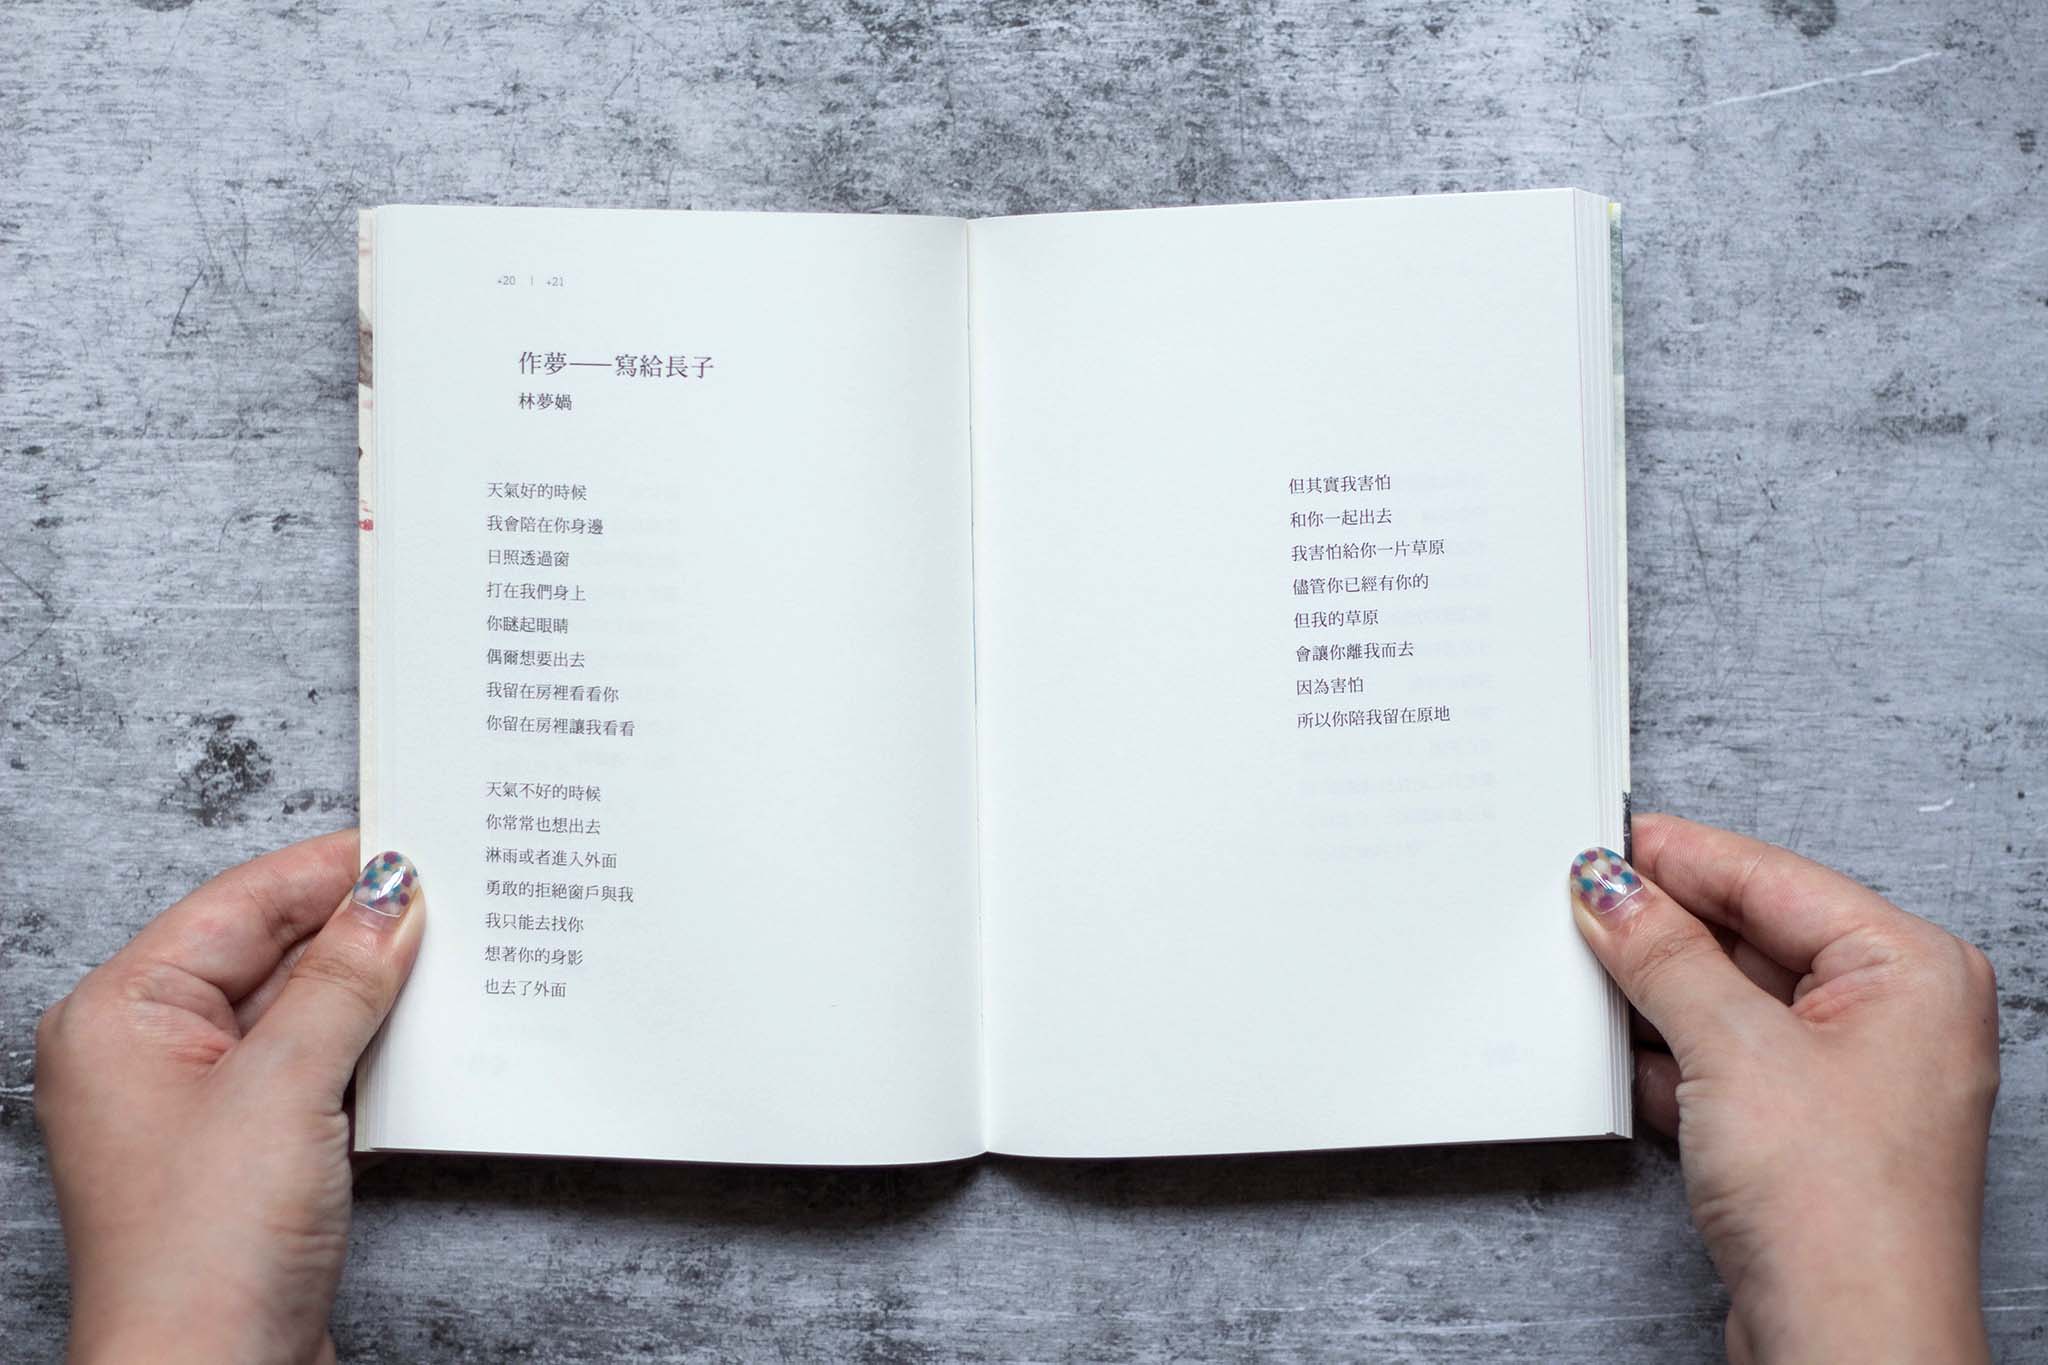 +20 | +21
作夢——寫給長子
林夢媧
天氣好的時候
我會陪在你身邊
日照透過窗
打在我們身上
你瞇起眼睛
偶爾想要出去
我留在房裡看看你
你留在房裡讓我看看
天氣不好的時候
你常常也想出去
淋雨或者進入外面
勇敢的拒絕窗戶與我
我只能去找你
想著你的身影
也去了外面
但其實我害怕
和你一起出去
我害怕給你一片草原
儘管你已經有你的
但我的草原
會讓你離我而去
因為害怕
所以你陪我留在原地